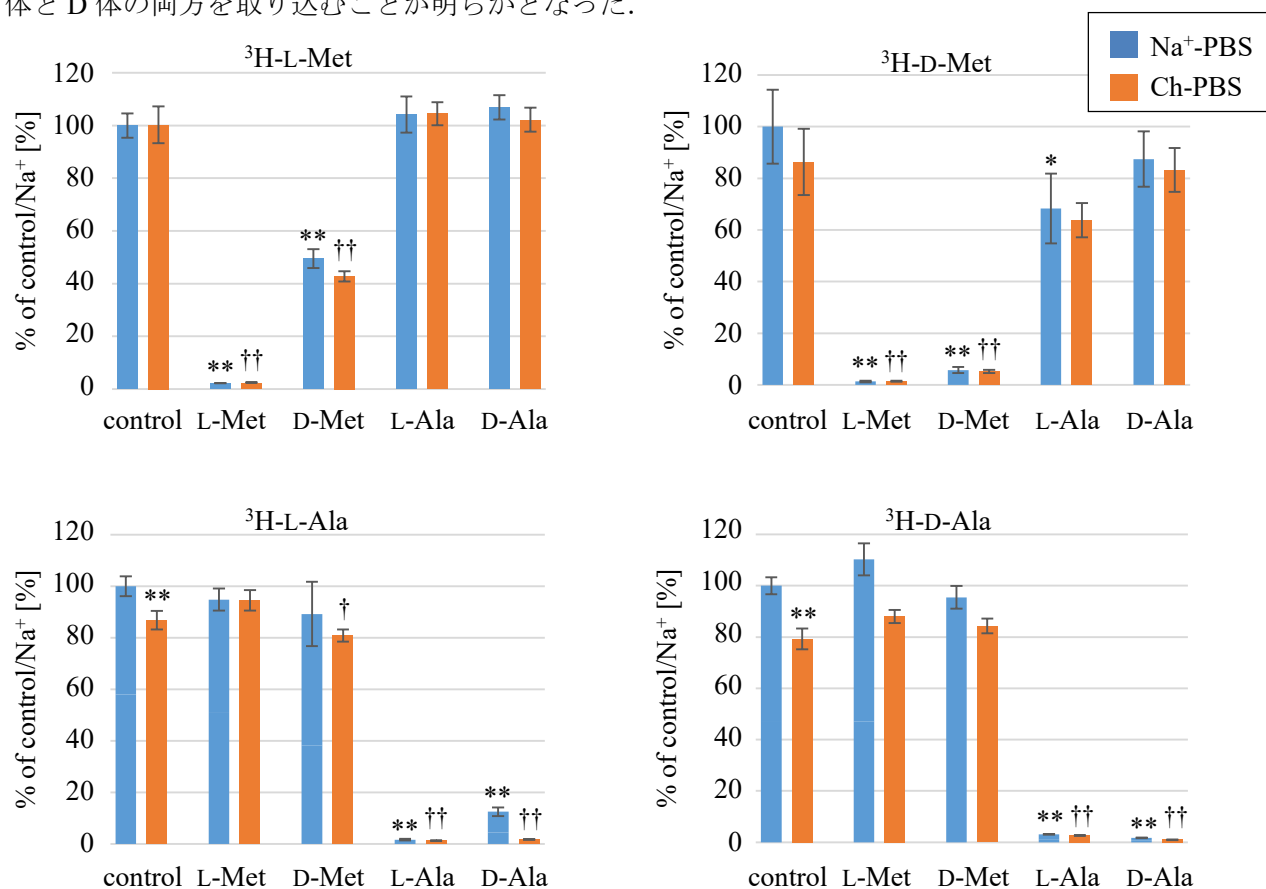 体と D 体の両方を取り込むことが明らかとなった.
Na⁺-PBS
Ch-PBS
³H-L-Met
% of control/Na⁺ [%]
120
100
80
60
40
20
0
** †† ** ††
control L-Met D-Met L-Ala D-Ala
³H-D-Met
% of control/Na⁺ [%]
120
100
80
60
40
20
0
** †† ** †† *
control L-Met D-Met L-Ala D-Ala
³H-L-Ala
% of control/Na⁺ [%]
120
100
80
60
40
20
0
** † ** †† ** ††
control L-Met D-Met L-Ala D-Ala
³H-D-Ala
% of control/Na⁺ [%]
120
100
80
60
40
20
0
** ** †† ** ††
control L-Met D-Met L-Ala D-Ala